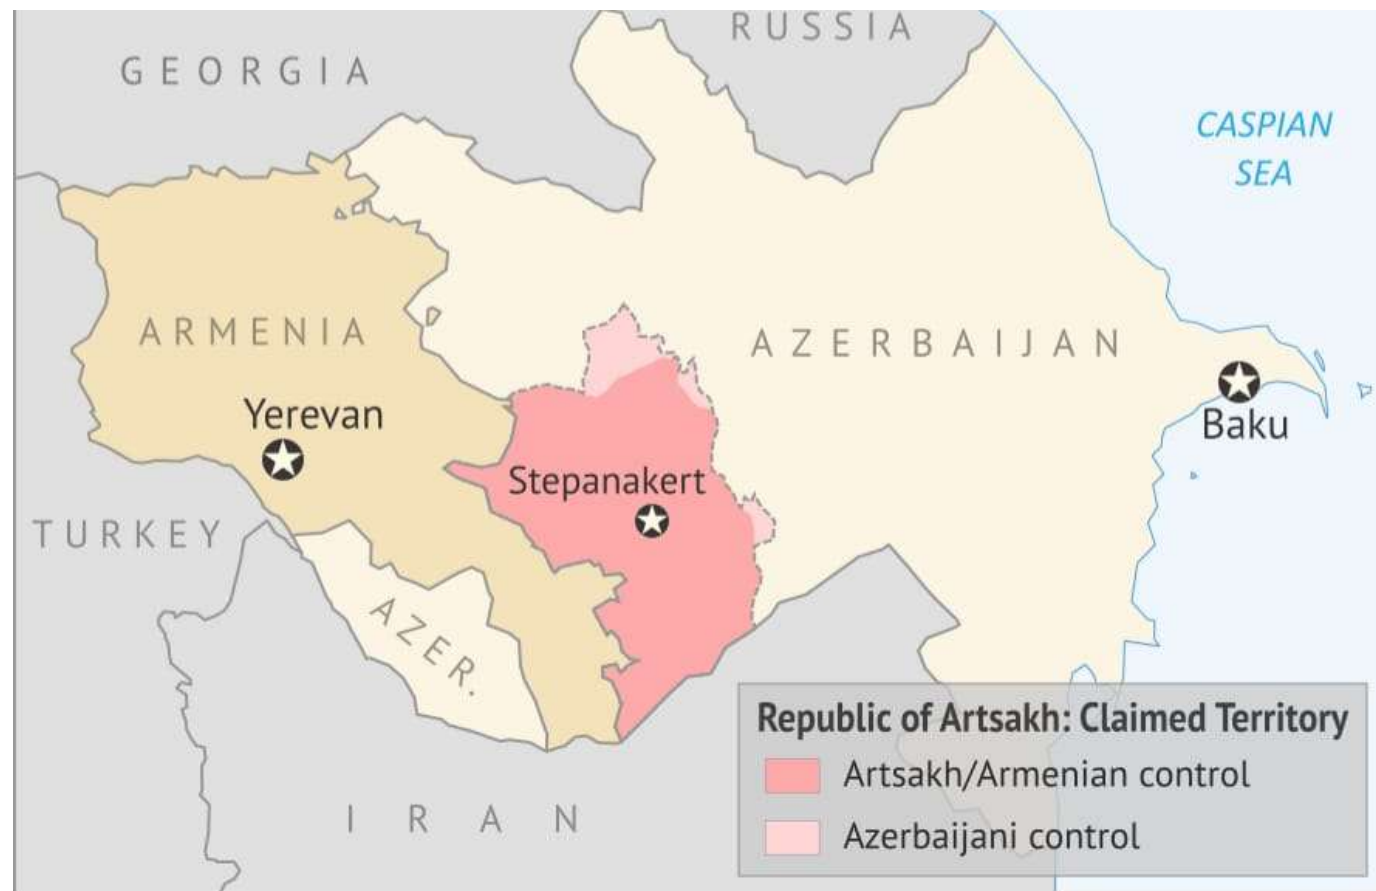 RUSSIA
GEORGIA
CASPIAN
SEA
ARMENIA
AZERBAIJAN
Yerevan
Baku
Stepanakert
TURKEY
AZER.
IRAN
Republic of Artsakh: Claimed Territory
Artsakh/Armenian control
Azerbaijani control